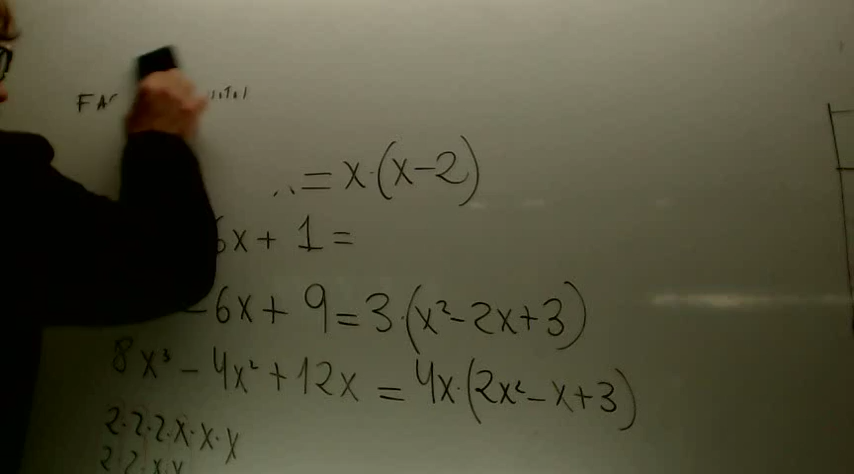 = x·(x-2)
6x + 1 =
-6x + 9 = 3·(x²-2x+3)
8x³ - 4x² + 12x = 4x·(2x²-x+3)
2·2·2·x·x·x
2·2·x·x